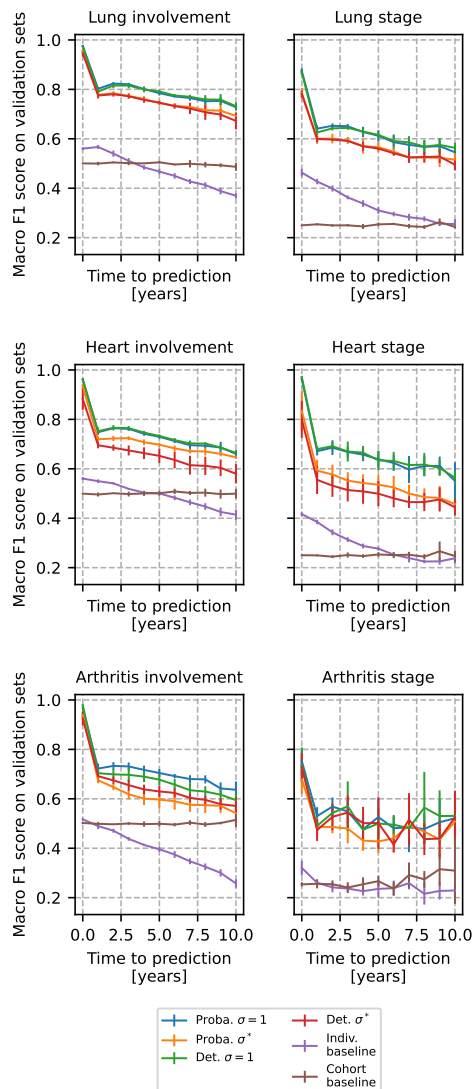 Lung involvement
Lung stage
Macro F1 score on validation sets
1.0
0.8
0.6
0.4
0.2
Time to prediction
[years]
Time to prediction
[years]
Heart involvement
Heart stage
Macro F1 score on validation sets
1.0
0.8
0.6
0.4
0.2
Time to prediction
[years]
Time to prediction
[years]
Arthritis involvement
Arthritis stage
Macro F1 score on validation sets
1.0
0.8
0.6
0.4
0.2
0.0 2.5 5.0 7.5 10.0
0.0 2.5 5.0 7.5 10.0
Time to prediction
[years]
Time to prediction
[years]
Proba. σ = 1
Proba. σ*
Det. σ = 1
Det. σ*
Indiv.
baseline
Cohort
baseline